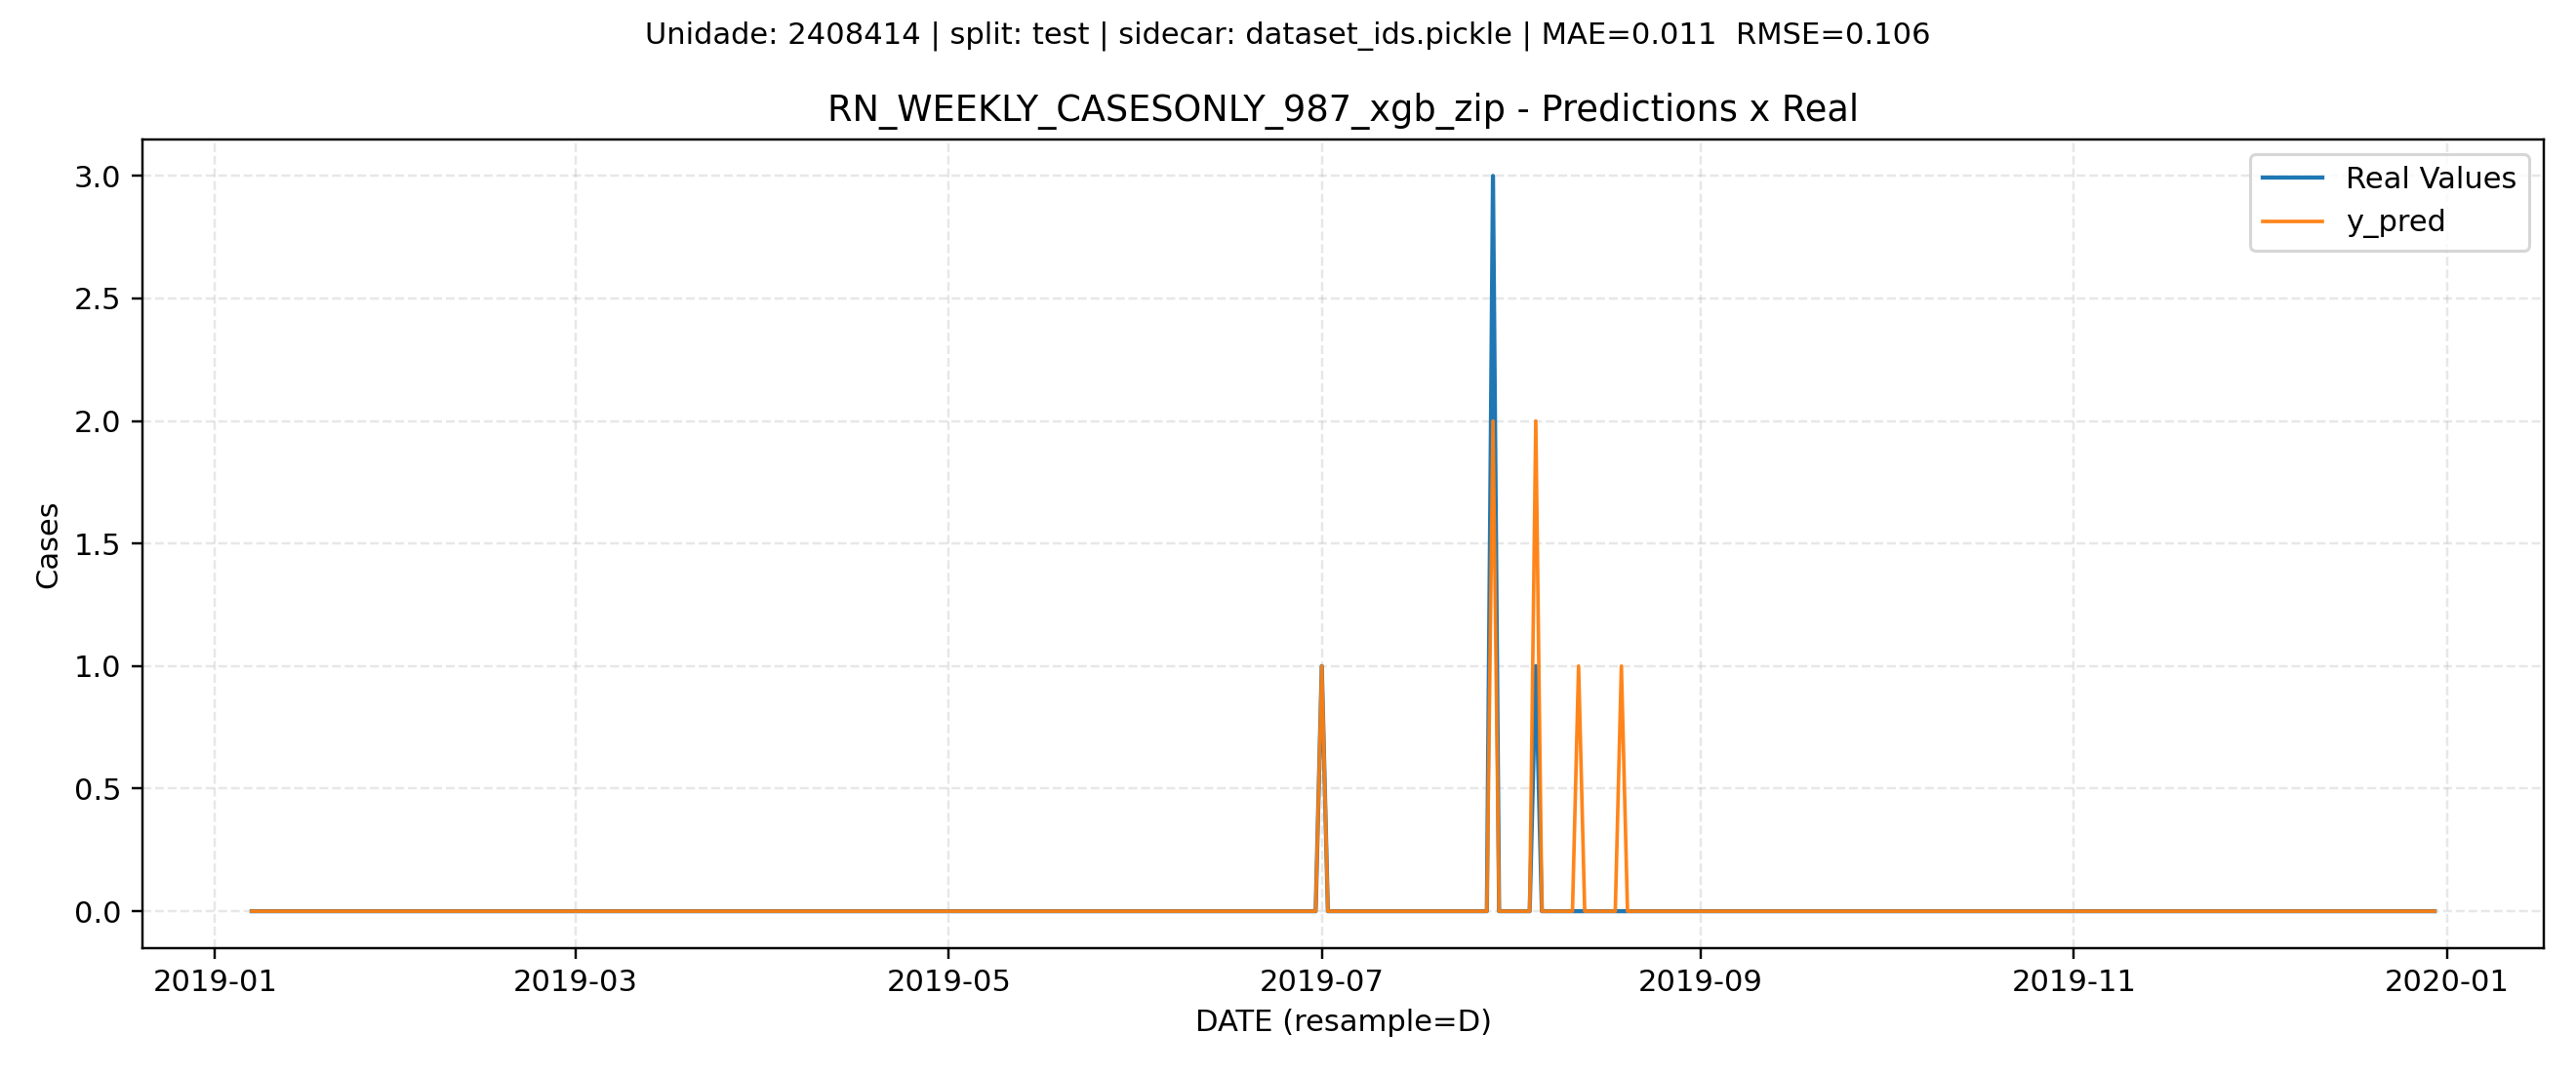 Unidade: 2408414 | split: test | sidecar: dataset_ids.pickle | MAE=0.011  RMSE=0.106
RN_WEEKLY_CASESONLY_987_xgb_zip - Predictions x Real
Real Values
y_pred
3.0
2.5
2.0
1.5
1.0
0.5
0.0
Cases
2019-01
2019-03
2019-05
2019-07
2019-09
2019-11
2020-01
DATE (resample=D)